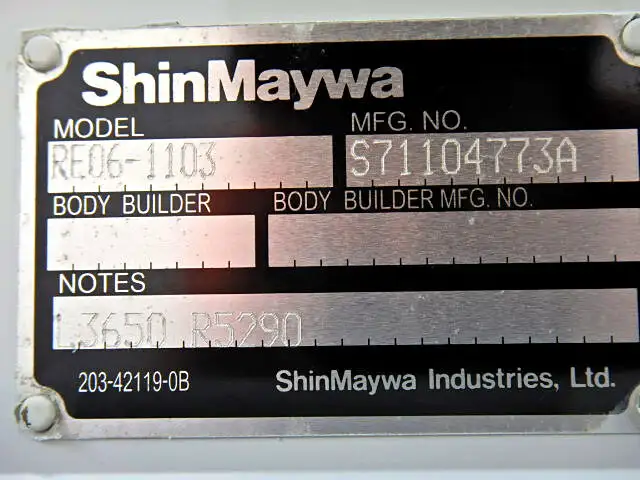 ShinMaywa
MODEL MFG. NO.
RE06-1103 S71104773A
BODY BUILDER BODY BUILDER MFG. NO.
NOTES
L3650 R5290
203-42119-0B ShinMaywa Industries, Ltd.